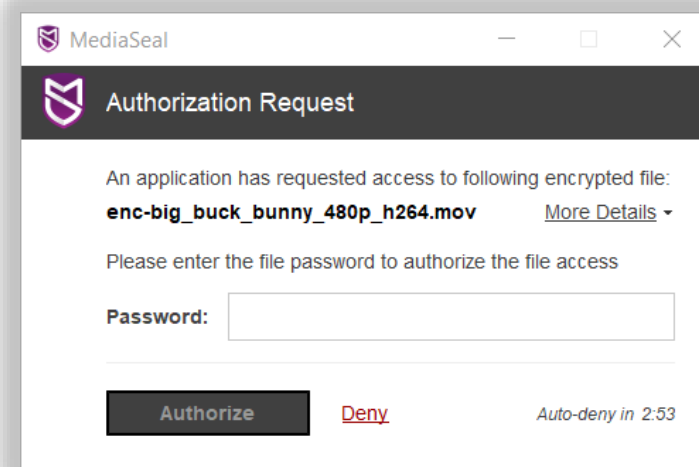 MediaSeal
Authorization Request
An application has requested access to following encrypted file:
enc-big_buck_bunny_480p_h264.mov More Details
Please enter the file password to authorize the file access
Password:
Authorize Deny Auto-deny in 2:53